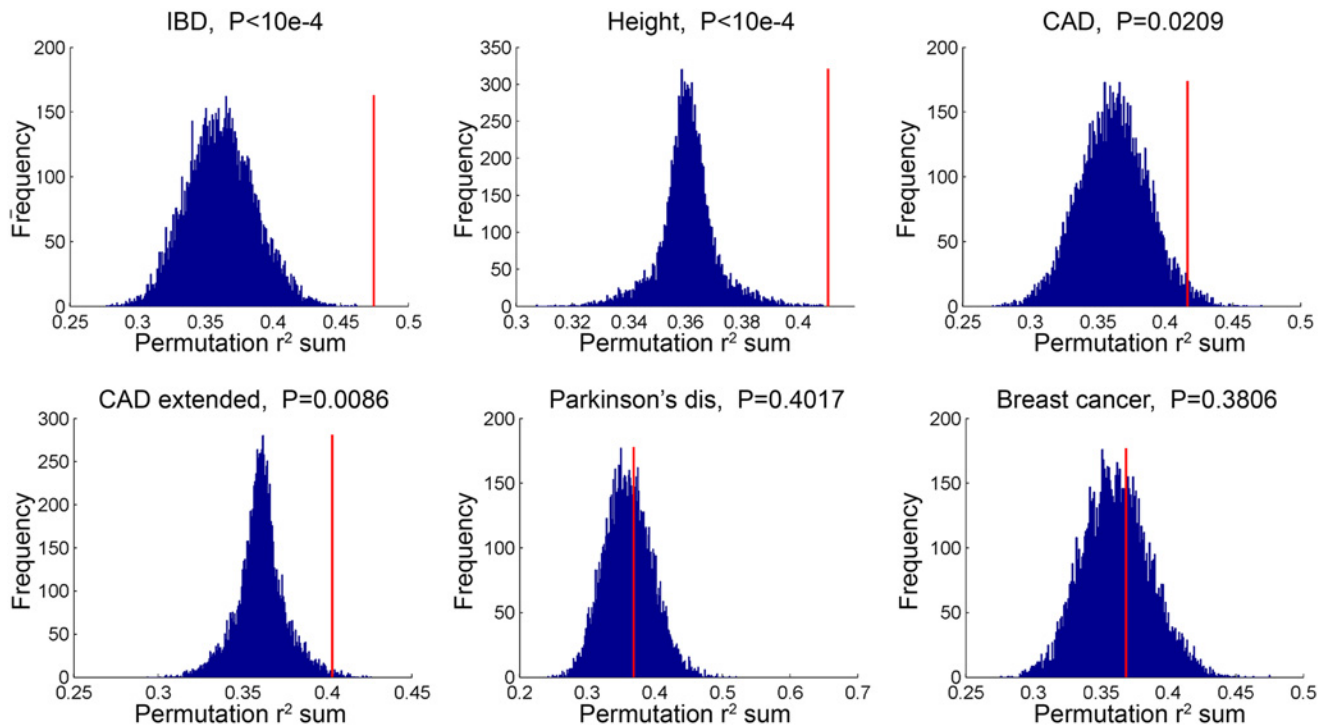 IBD, P<10e-4
Height, P<10e-4
CAD, P=0.0209
200
150
100
50
0
Frequency
0.25 0.3 0.35 0.4 0.45 0.5
Permutation r² sum
350
300
250
200
150
100
50
0
Frequency
0.3 0.32 0.34 0.36 0.38 0.4
Permutation r² sum
200
150
100
50
0
Frequency
0.25 0.3 0.35 0.4 0.45 0.5
Permutation r² sum
CAD extended, P=0.0086
Parkinson's dis, P=0.4017
Breast cancer, P=0.3806
300
250
200
150
100
50
0
Frequency
0.25 0.3 0.35 0.4 0.45
Permutation r² sum
200
150
100
50
0
Frequency
0.2 0.3 0.4 0.5 0.6 0.7
Permutation r² sum
200
150
100
50
0
Frequency
0.25 0.3 0.35 0.4 0.45 0.5
Permutation r² sum